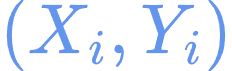 (X_i, Y_i)